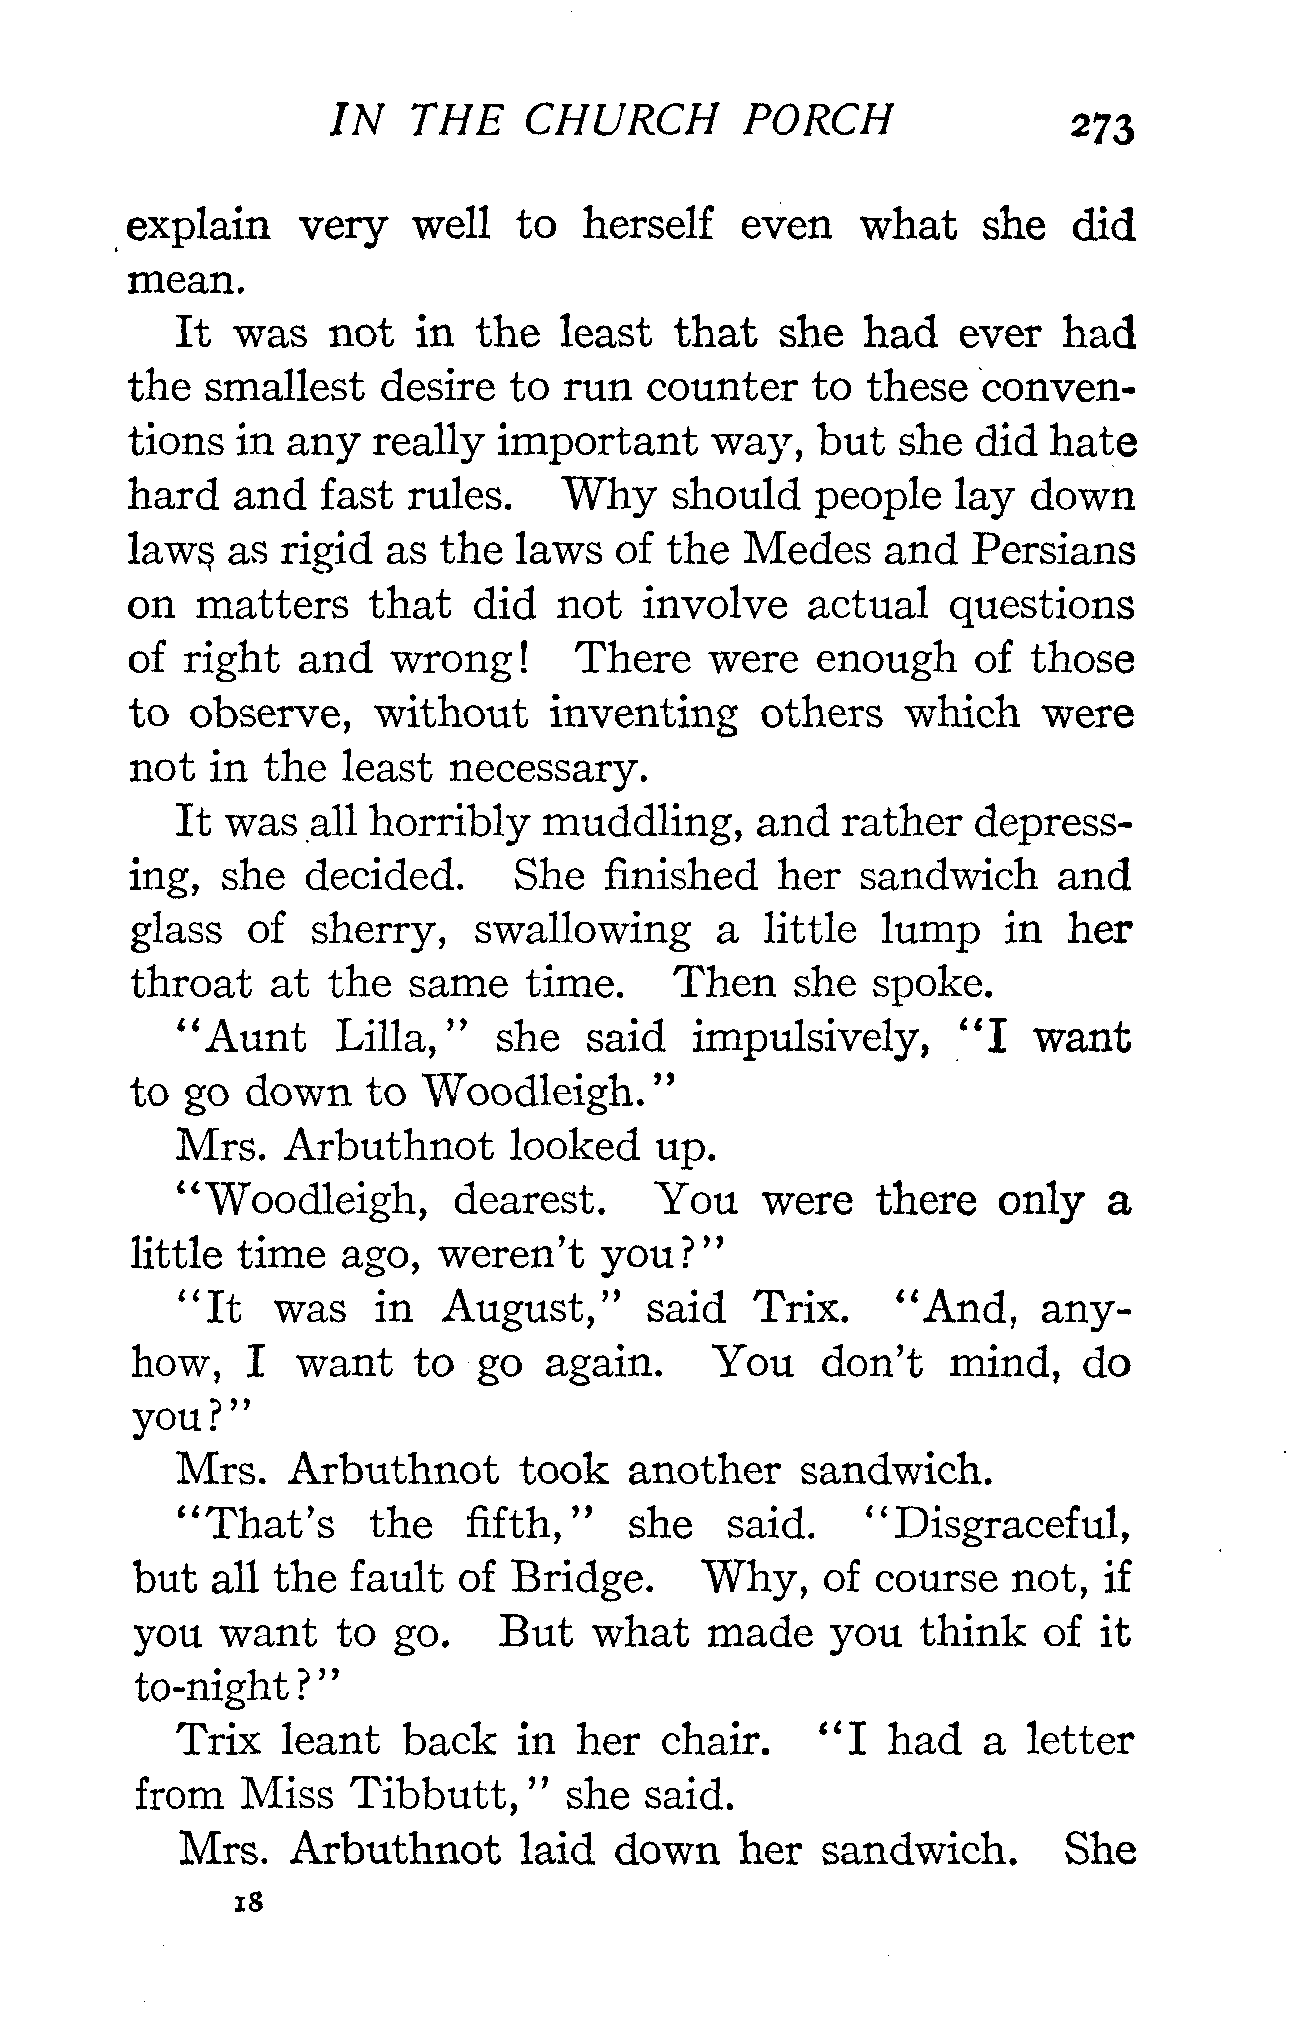 IN THE CHURCH PORCH 273
explain very well to herself even what she did
mean.
It was not in the least that she had ever had
the smallest desire to run counter to these conven-
tions in any really important way, but she did hate
hard and fast rules. Why should people lay down
laws as rigid as the laws of the Medes and Persians
on matters that did not involve actual questions
of right and wrong! There were enough of those
to observe, without inventing others which were
not in the least necessary.
It was all horribly muddling, and rather depress-
ing, she decided. She finished her sandwich and
glass of sherry, swallowing a little lump in her
throat at the same time. Then she spoke.
"Aunt Lilla," she said impulsively, "I want
to go down to Woodleigh."
Mrs. Arbuthnot looked up.
"Woodleigh, dearest. You were there only a
little time ago, weren't you?"
"It was in August," said Trix. "And, any-
how, I want to go again. You don't mind, do
you?"
Mrs. Arbuthnot took another sandwich.
"That's the fifth," she said. "Disgraceful,
but all the fault of Bridge. Why, of course not, if
you want to go. But what made you think of it
to-night?"
Trix leant back in her chair. "I had a letter
from Miss Tibbutt," she said.
Mrs. Arbuthnot laid down her sandwich. She
18